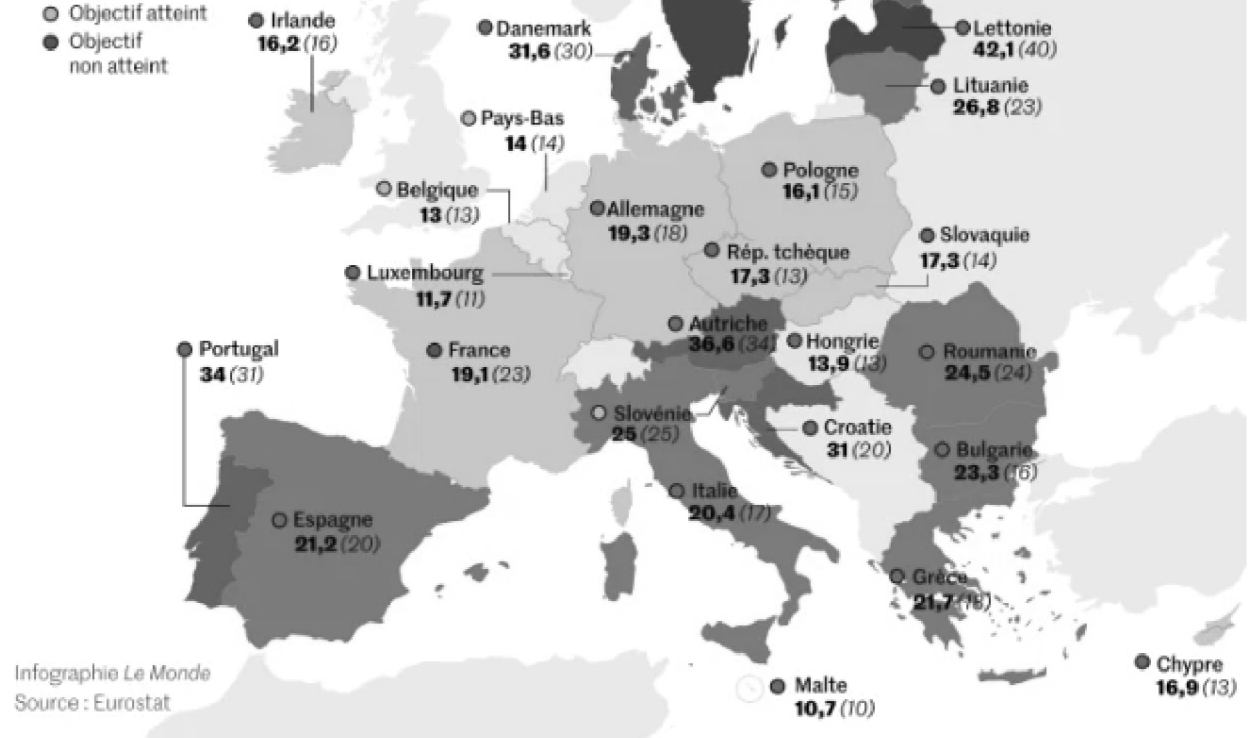 Objectif atteint
Objectif
non atteint
Irlande
16,2 (16)
Danemark
31,6 (30)
Lettonie
42,1 (40)
Lituanie
26,8 (23)
Pays-Bas
14 (14)
Belgique
13 (13)
Pologne
16,1 (15)
Allemagne
19,3 (18)
Slovaquie
17,3 (14)
Rép. tchèque
17,3 (13)
Luxembourg
11,7 (11)
Autriche
36,6 (34)
Hongrie
13,9 (13)
Portugal
34 (31)
France
19,1 (23)
Roumanie
24,5 (24)
Slovénie
25 (25)
Croatie
31 (20)
Bulgarie
23,3 (16)
Italie
20,4 (17)
Espagne
21,2 (20)
Grèce
21,7 (18)
Chypre
16,9 (13)
Malte
10,7 (10)
Infographie Le Monde
Source : Eurostat